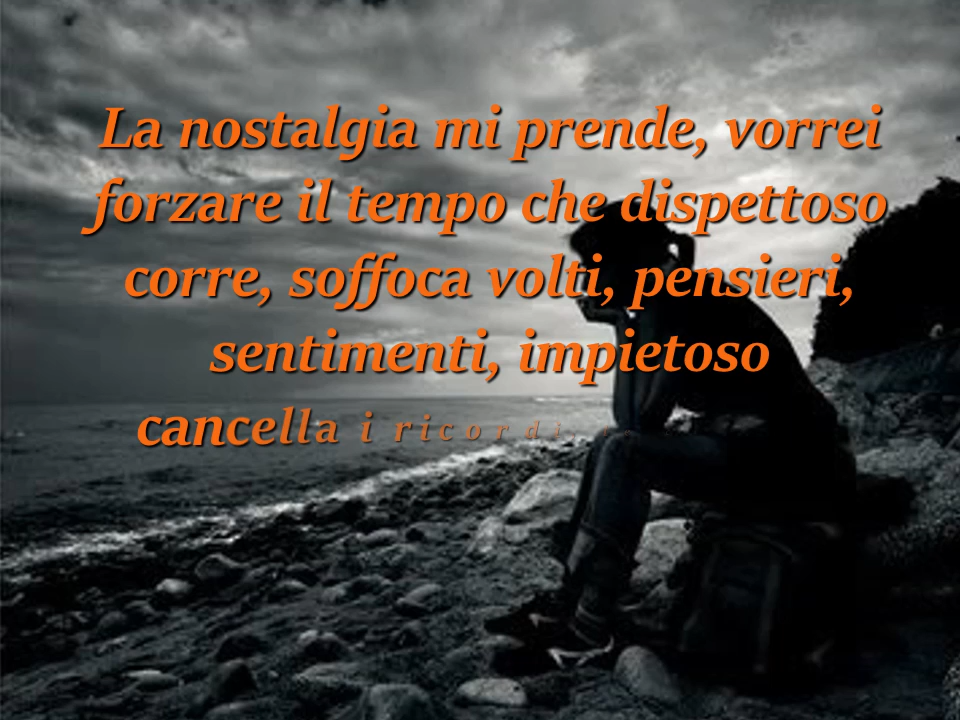 La nostalgia mi prende, vorrei
forzare il tempo che dispettoso
corre, soffoca volti, pensieri,
sentimenti, impietoso
cancella i ricordi,